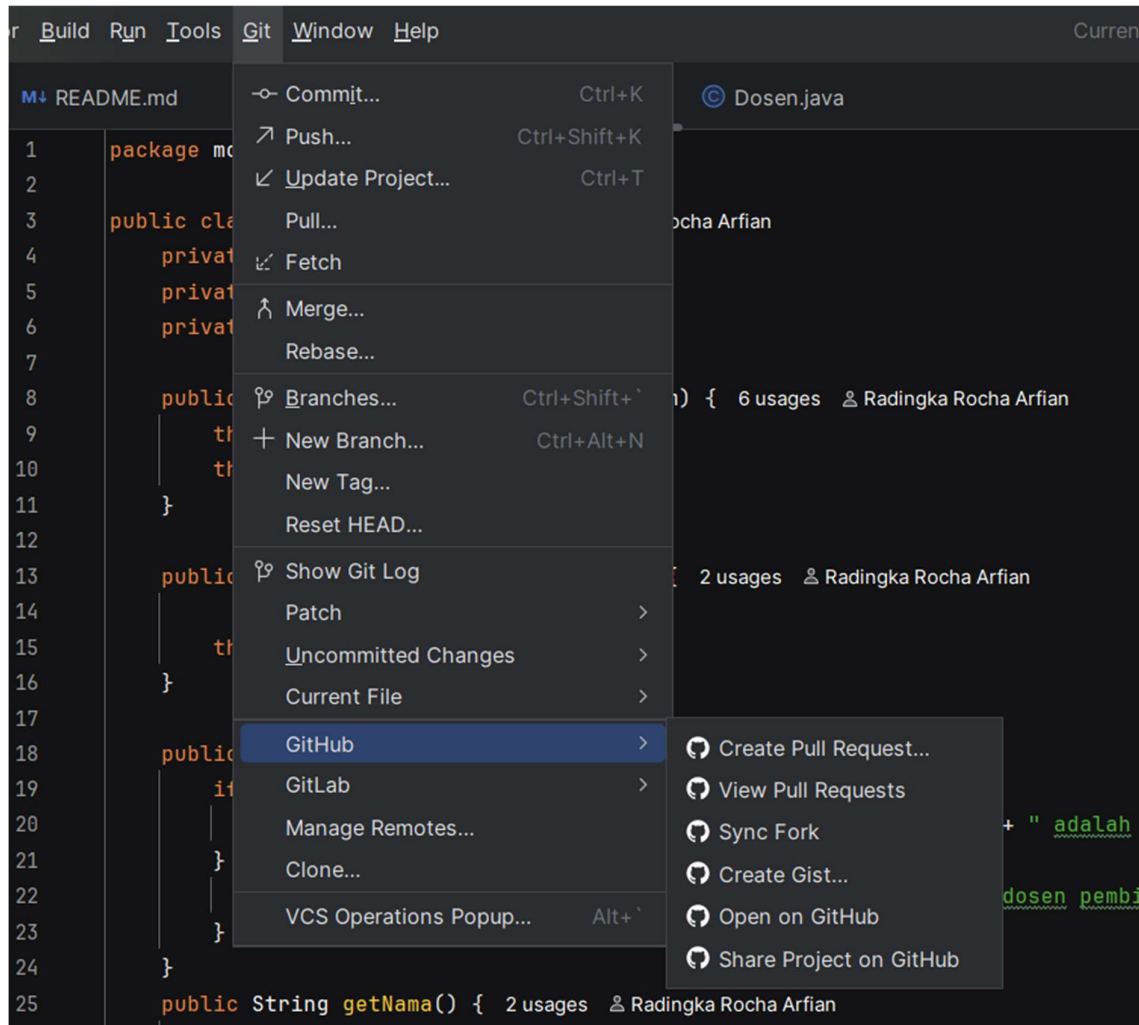 r Build Run Tools Git Window Help Curren
README.md
Dosen.java
Commit... Ctrl+K
Push... Ctrl+Shift+K
Update Project... Ctrl+T
Pull...
Fetch
Merge...
Rebase...
Branches... Ctrl+Shift+`
New Branch... Ctrl+Alt+N
New Tag...
Reset HEAD...
Show Git Log
Patch
Uncommitted Changes
Current File
GitHub
GitLab
Manage Remotes...
Clone...
VCS Operations Popup... Alt+`
Create Pull Request...
View Pull Requests
Sync Fork
Create Gist...
Open on GitHub
Share Project on GitHub
1 package mo
2
3 public cla ocha Arfian
4 privat
5 privat
6 privat
7
8 public n) { 6 usages Radingka Rocha Arfian
9 th
10 th
11 }
12
13 public { 2 usages Radingka Rocha Arfian
14
15 th
16 }
17
18 public
19 if
20 + " adalah
21 }
22 dosen pembi
23 }
24 }
25 public String getNama() { 2 usages Radingka Rocha Arfian